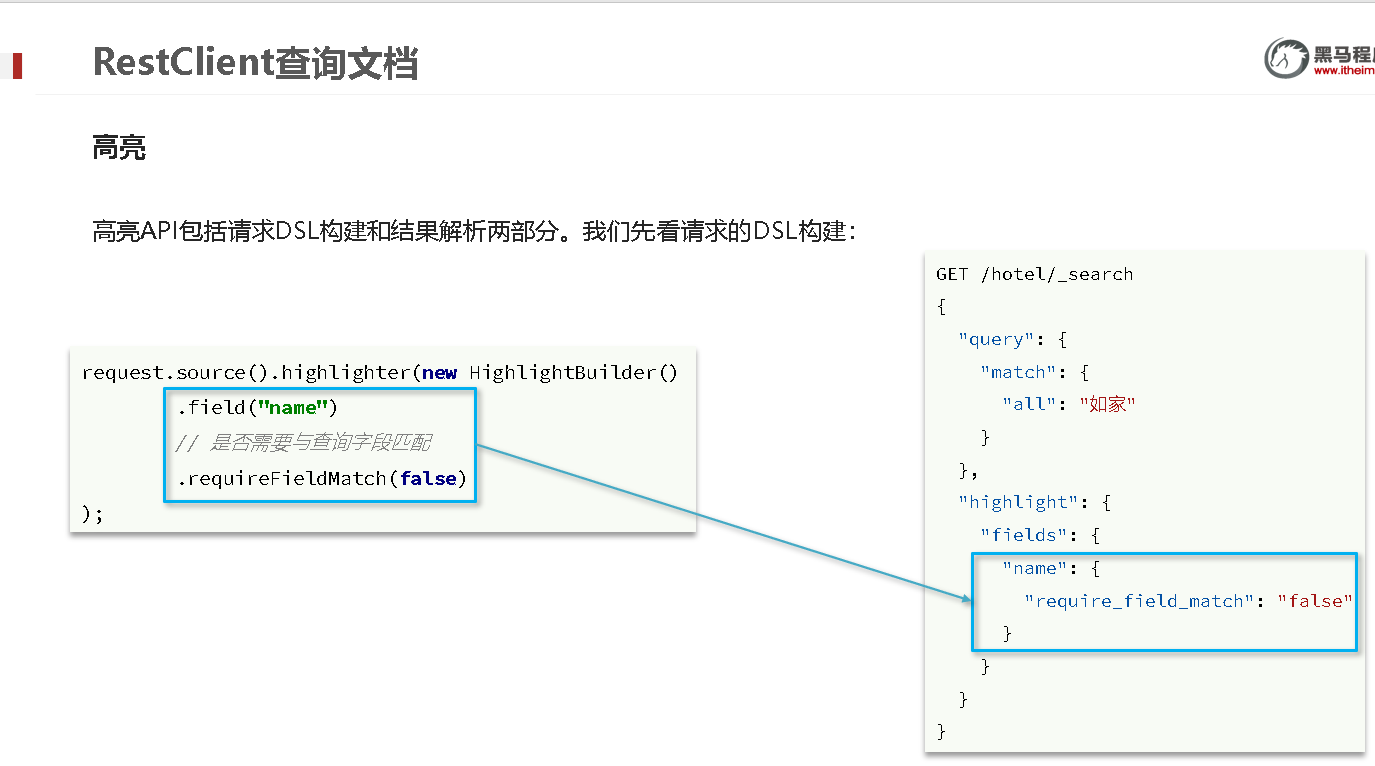 RestClient查询文档
黑马程
www.itheim
高亮
高亮API包括请求DSL构建和结果解析两部分。我们先看请求的DSL构建：
request.source().highlighter(new HighlightBuilder()
.field("name")
// 是否需要与查询字段匹配
.requireFieldMatch(false)
);
GET /hotel/_search
{
"query": {
"match": {
"all": "如家"
}
},
"highlight": {
"fields": {
"name": {
"require_field_match": "false"
}
}
}
}